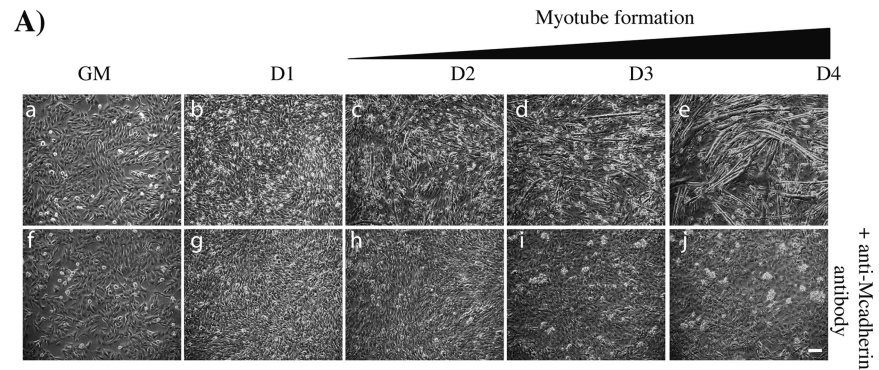 A)
Myotube formation
GM D1 D2 D3 D4
a b c d e
f g h i j
+ anti-Mcadherin
antibody